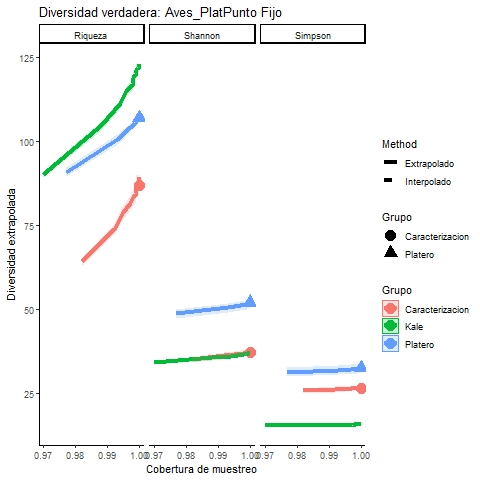 Diversidad verdadera: Aves_PlatPunto Fijo
Riqueza
Shannon
Simpson
125
100
75
50
25
Diversidad extrapolada
0.97 0.98 0.99 1.00
0.97 0.98 0.99 1.00
0.97 0.98 0.99 1.00
Cobertura de muestreo
Method
Extrapolado
Interpolado
Grupo
Caracterizacion
Platero
Grupo
Caracterizacion
Kale
Platero